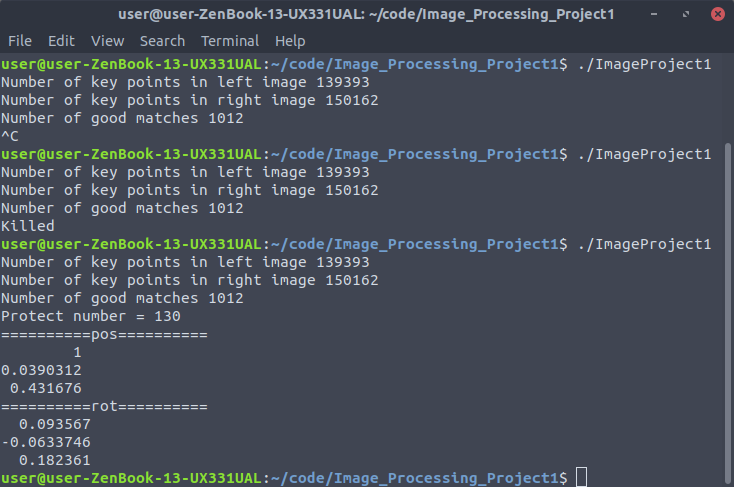 user@user-ZenBook-13-UX331UAL: ~/code/Image_Processing_Project1
File Edit View Search Terminal Help
user@user-ZenBook-13-UX331UAL:~/code/Image_Processing_Project1$ ./ImageProject1
Number of key points in left image 139393
Number of key points in right image 150162
Number of good matches 1012
^C
user@user-ZenBook-13-UX331UAL:~/code/Image_Processing_Project1$ ./ImageProject1
Number of key points in left image 139393
Number of key points in right image 150162
Number of good matches 1012
Killed
user@user-ZenBook-13-UX331UAL:~/code/Image_Processing_Project1$ ./ImageProject1
Number of key points in left image 139393
Number of key points in right image 150162
Number of good matches 1012
Protect number = 130
==========pos==========
1
0.0390312
0.431676
==========rot==========
0.093567
-0.0633746
0.182361
user@user-ZenBook-13-UX331UAL:~/code/Image_Processing_Project1$